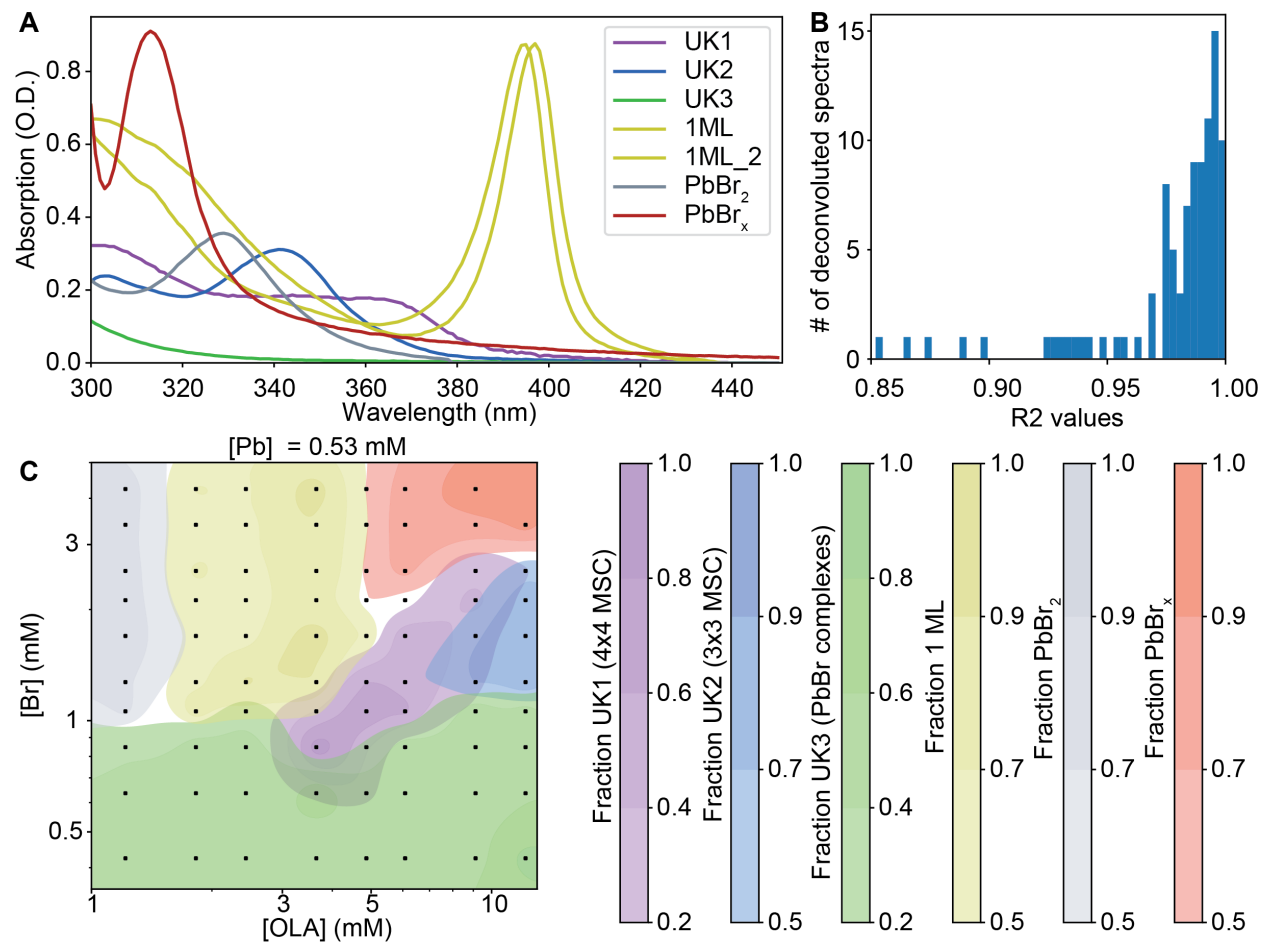 A
Absorption (O.D.)
0.8
0.6
0.4
0.2
0.0
300
320
340
360
380
400
420
440
Wavelength (nm)
UK1
UK2
UK3
1ML
1ML_2
PbBr2
PbBrx
B
# of deconvoluted spectra
15
10
5
0
0.85
0.90
0.95
1.00
R2 values
C
[Pb] = 0.53 mM
[Br] (mM)
3
1
0.5
1
3
5
10
[OLA] (mM)
Fraction UK1 (4x4 MSC)
1.0
0.8
0.6
0.4
0.2
Fraction UK2 (3x3 MSC)
1.0
0.9
0.7
0.5
Fraction UK3 (PbBr complexes)
1.0
0.8
0.6
0.4
0.2
Fraction 1 ML
1.0
0.9
0.7
0.5
Fraction PbBr2
1.0
0.9
0.7
0.5
Fraction PbBrx
1.0
0.9
0.7
0.5